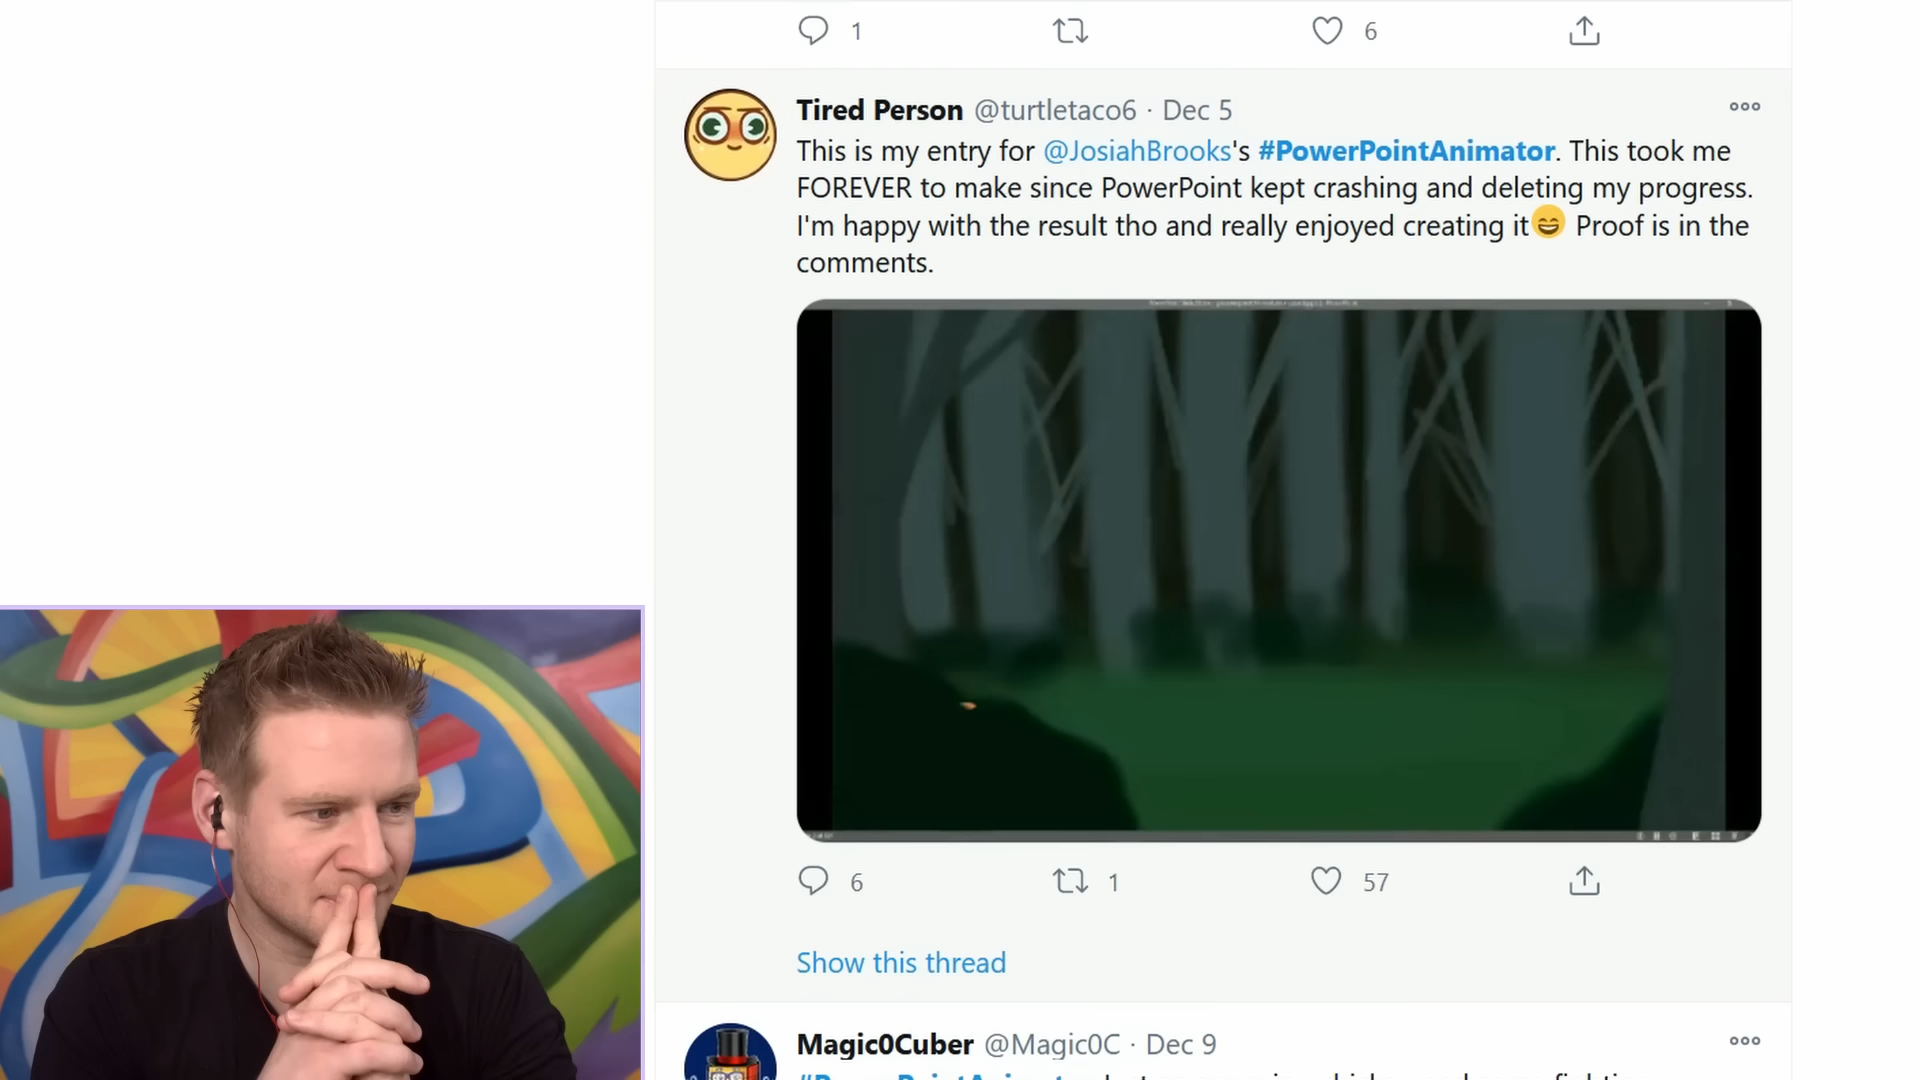 1 6
Tired Person @turtletaco6 · Dec 5
This is my entry for @JosiahBrooks's #PowerPointAnimator. This took me
FOREVER to make since PowerPoint kept crashing and deleting my progress.
I'm happy with the result tho and really enjoyed creating it😄 Proof is in the
comments.
6 1 57
Show this thread
Magic0Cuber @Magic0C · Dec 9